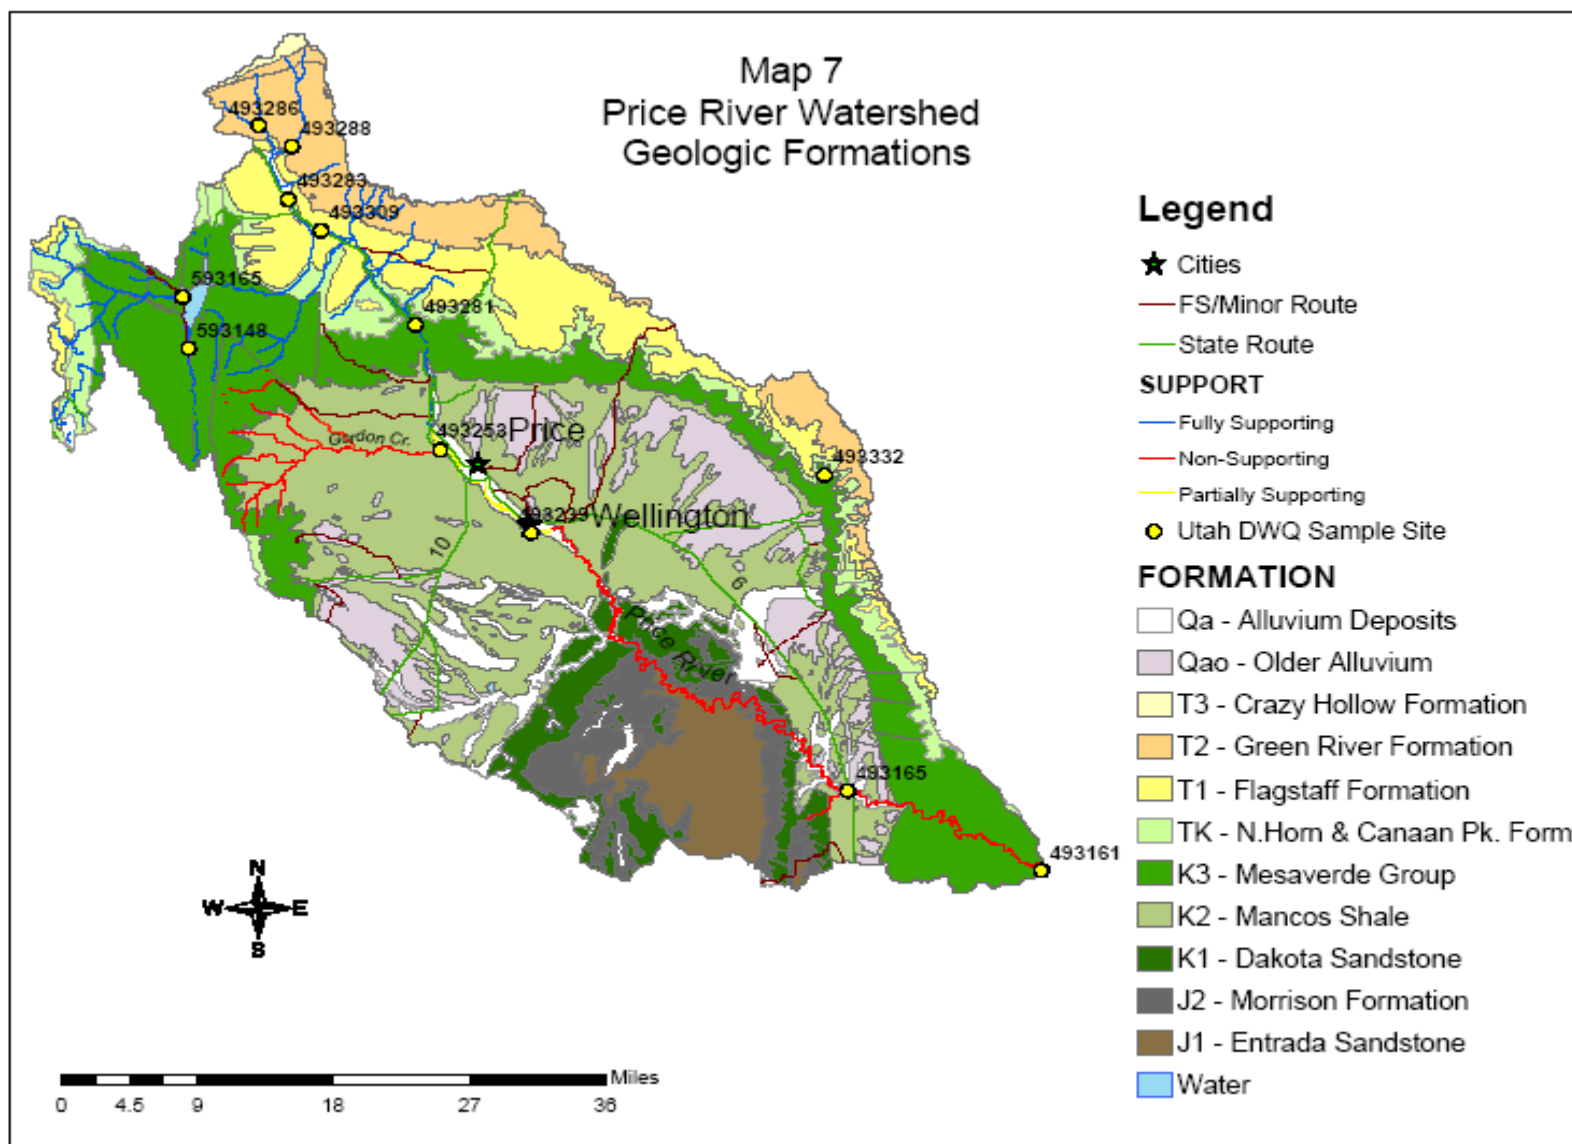 Map 7
Price River Watershed
Geologic Formations
493286
493288
493283
493309
593165
493281
593148
Gordon Cr.
493253
Price
493332
493239
Wellington
10
6
Price River
493165
493161
N
W E
S
Miles
0 4.5 9 18 27 36
Legend
Cities
FS/Minor Route
State Route
SUPPORT
Fully Supporting
Non-Supporting
Partially Supporting
Utah DWQ Sample Site
FORMATION
Qa - Alluvium Deposits
Qao - Older Alluvium
T3 - Crazy Hollow Formation
T2 - Green River Formation
T1 - Flagstaff Formation
TK - N.Horn & Canaan Pk. Form
K3 - Mesaverde Group
K2 - Mancos Shale
K1 - Dakota Sandstone
J2 - Morrison Formation
J1 - Entrada Sandstone
Water